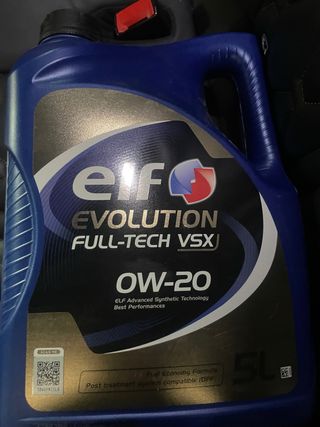 elf
EVOLUTION
FULL-TECH VSX
0W-20
ELF Advanced Synthetic Technology
Best Performances
Fuel Economy Formula
Post treatment system compatible (DPF)
5L